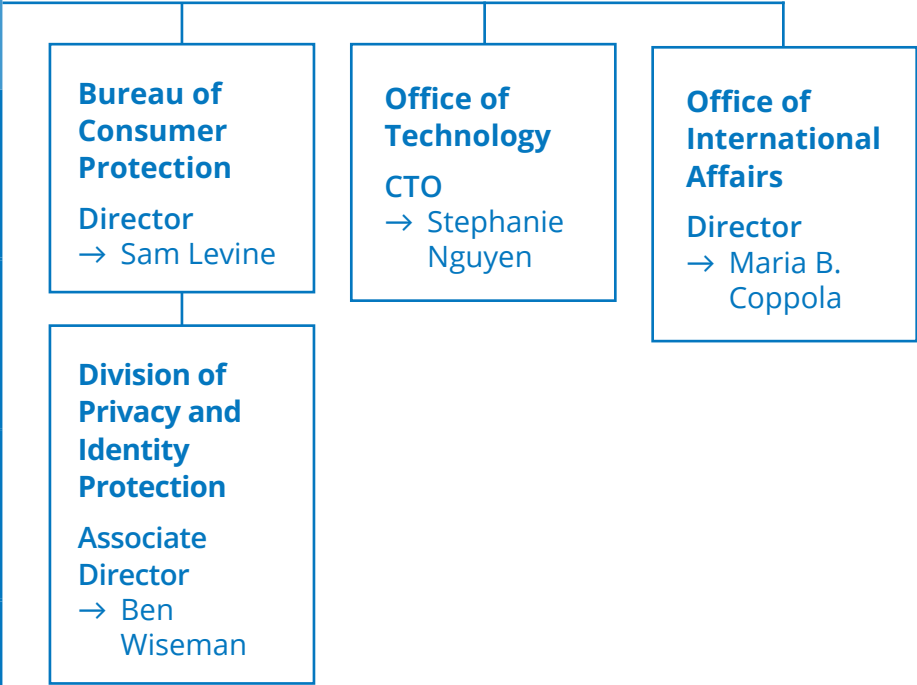 Bureau of
Consumer
Protection
Director
→ Sam Levine
Office of
Technology
CTO
→ Stephanie
Nguyen
Office of
International
Affairs
Director
→ Maria B.
Coppola
Division of
Privacy and
Identity
Protection
Associate
Director
→ Ben
Wiseman